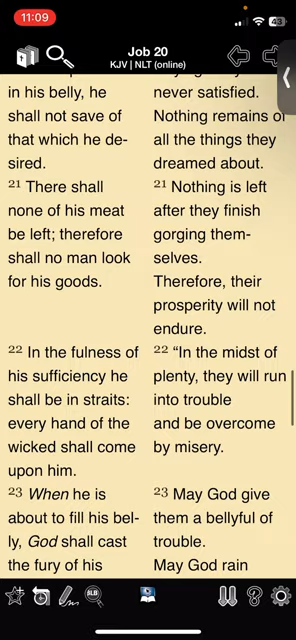 11:09
43
Job 20
KJV | NLT (online)
in his belly, he
shall not save of
that which he de-
sired.
21 There shall
none of his meat
be left; therefore
shall no man look
for his goods.
22 In the fulness of
his sufficiency he
shall be in straits:
every hand of the
wicked shall come
upon him.
23 When he is
about to fill his bel-
ly, God shall cast
the fury of his
never satisfied.
Nothing remains of
all the things they
dreamed about.
21 Nothing is left
after they finish
gorging them-
selves.
Therefore, their
prosperity will not
endure.
22 “In the midst of
plenty, they will run
into trouble
and be overcome
by misery.
23 May God give
them a bellyful of
trouble.
May God rain
BLB